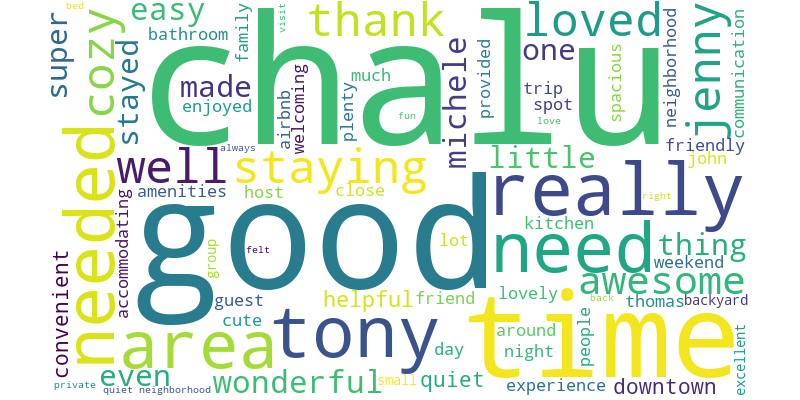 bed
easy
super
cozy
bathroom
family
visit
thank
loved
jenny
communication
neighborhood
one
made
stayed
enjoyed
airbnb
welcoming
much
plenty
fun
chalu
michele
provided
trip
spot
spacious
love
friendly
john
always
needed
well
staying
little
really
right
amenities
host
close
accommodating
good
kitchen
need
thing
weekend
lot
felt
group
convenient
awesome
guest
cute
helpful
friend
lovely
back
thomas
backyard
area
tony
time
around
night
people
day
excellent
even
wonderful
small
quiet
experience
downtown
private
quiet neighborhood